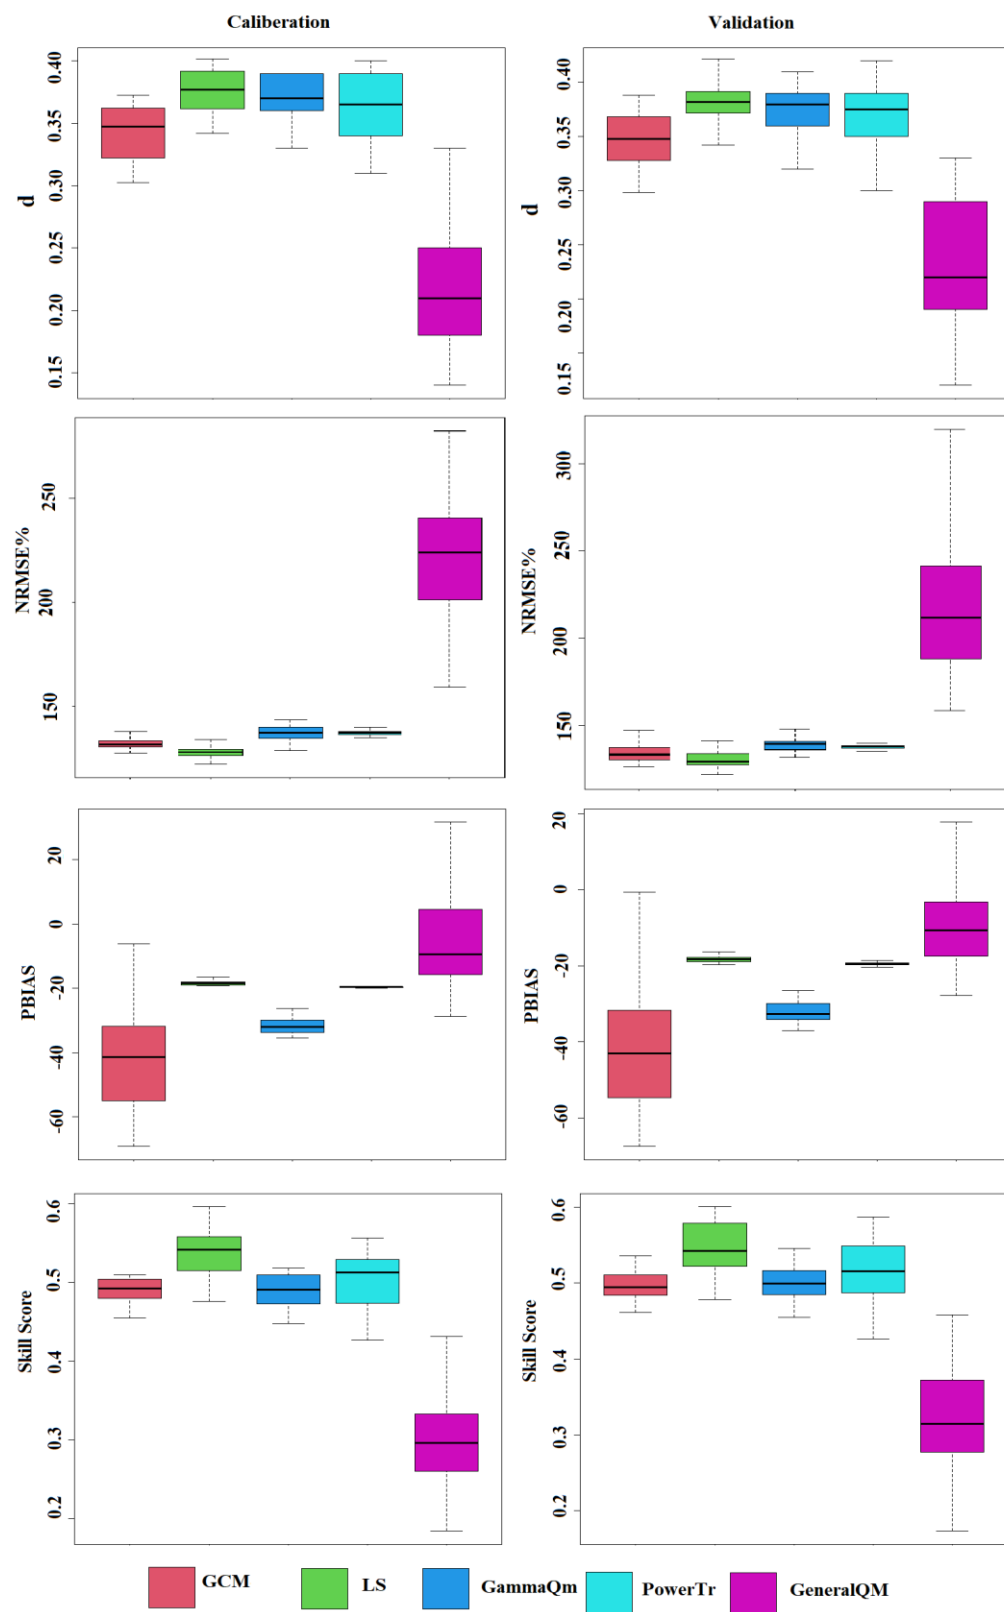 Caliberation
Validation
0.40
0.35
0.30
0.25
0.20
0.15
d
0.40
0.35
0.30
0.25
0.20
0.15
d
250
200
150
NRMSE%
300
250
200
150
NRMSE%
20
0
-20
-40
-60
PBIAS
20
0
-20
-40
-60
PBIAS
0.6
0.5
0.4
0.3
0.2
Skill Score
0.6
0.5
0.4
0.3
0.2
Skill Score
GCM
LS
GammaQm
PowerTr
GeneralQM